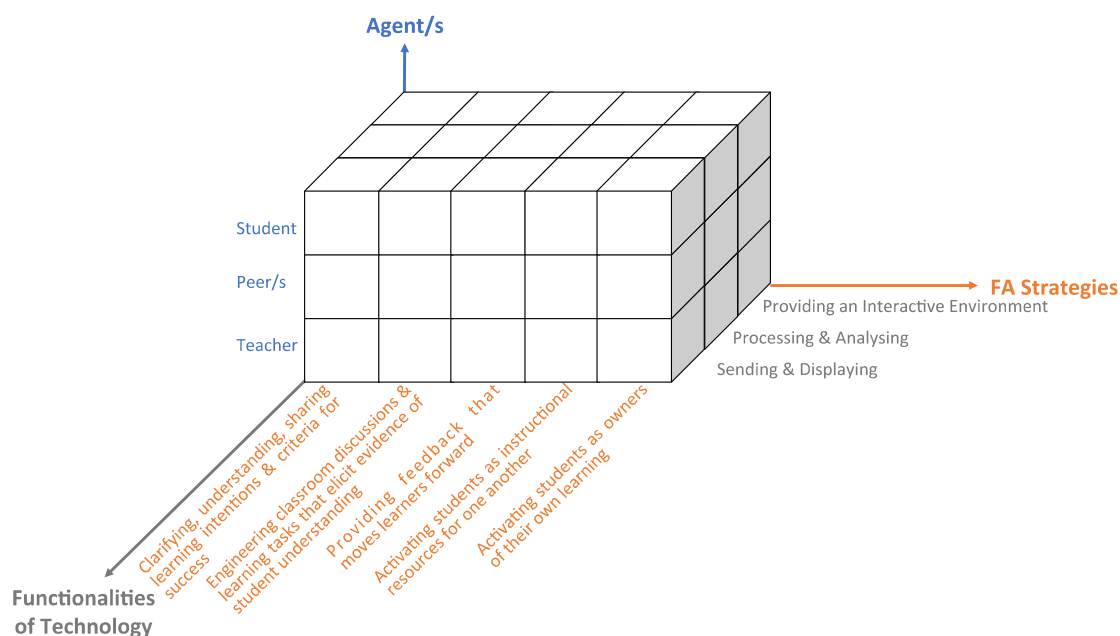 Agent/s
Student
Peer/s
Teacher
FA Strategies
Providing an Interactive Environment
Processing & Analysing
Sending & Displaying
Clarifying, understanding, sharing
learning intentions & criteria for
success
Engineering classroom discussions &
learning tasks that elicit evidence of
student understanding
Providing feedback that
moves learners forward
Activating students as instructional
resources for one another
Activating students as owners
of their own learning
Functionalities
of Technology